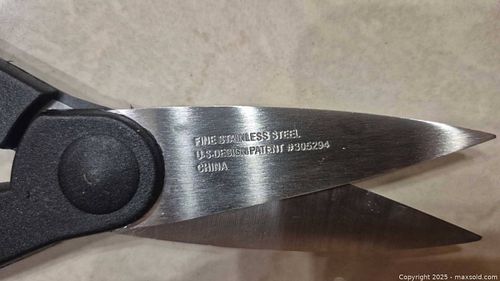 FINE STAINLESS STEEL
U.S. DESIGN PATENT #305294
CHINA
Copyright © 2025 - maxsold.com